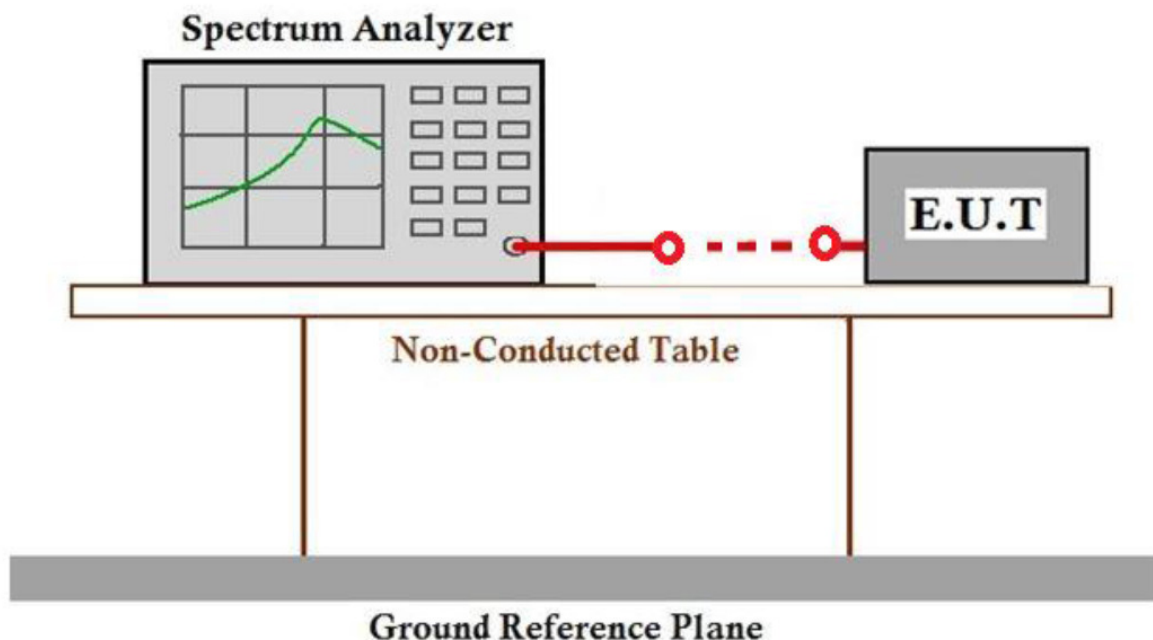 Spectrum Analyzer
E.U.T
Non-Conducted Table
Ground Reference Plane